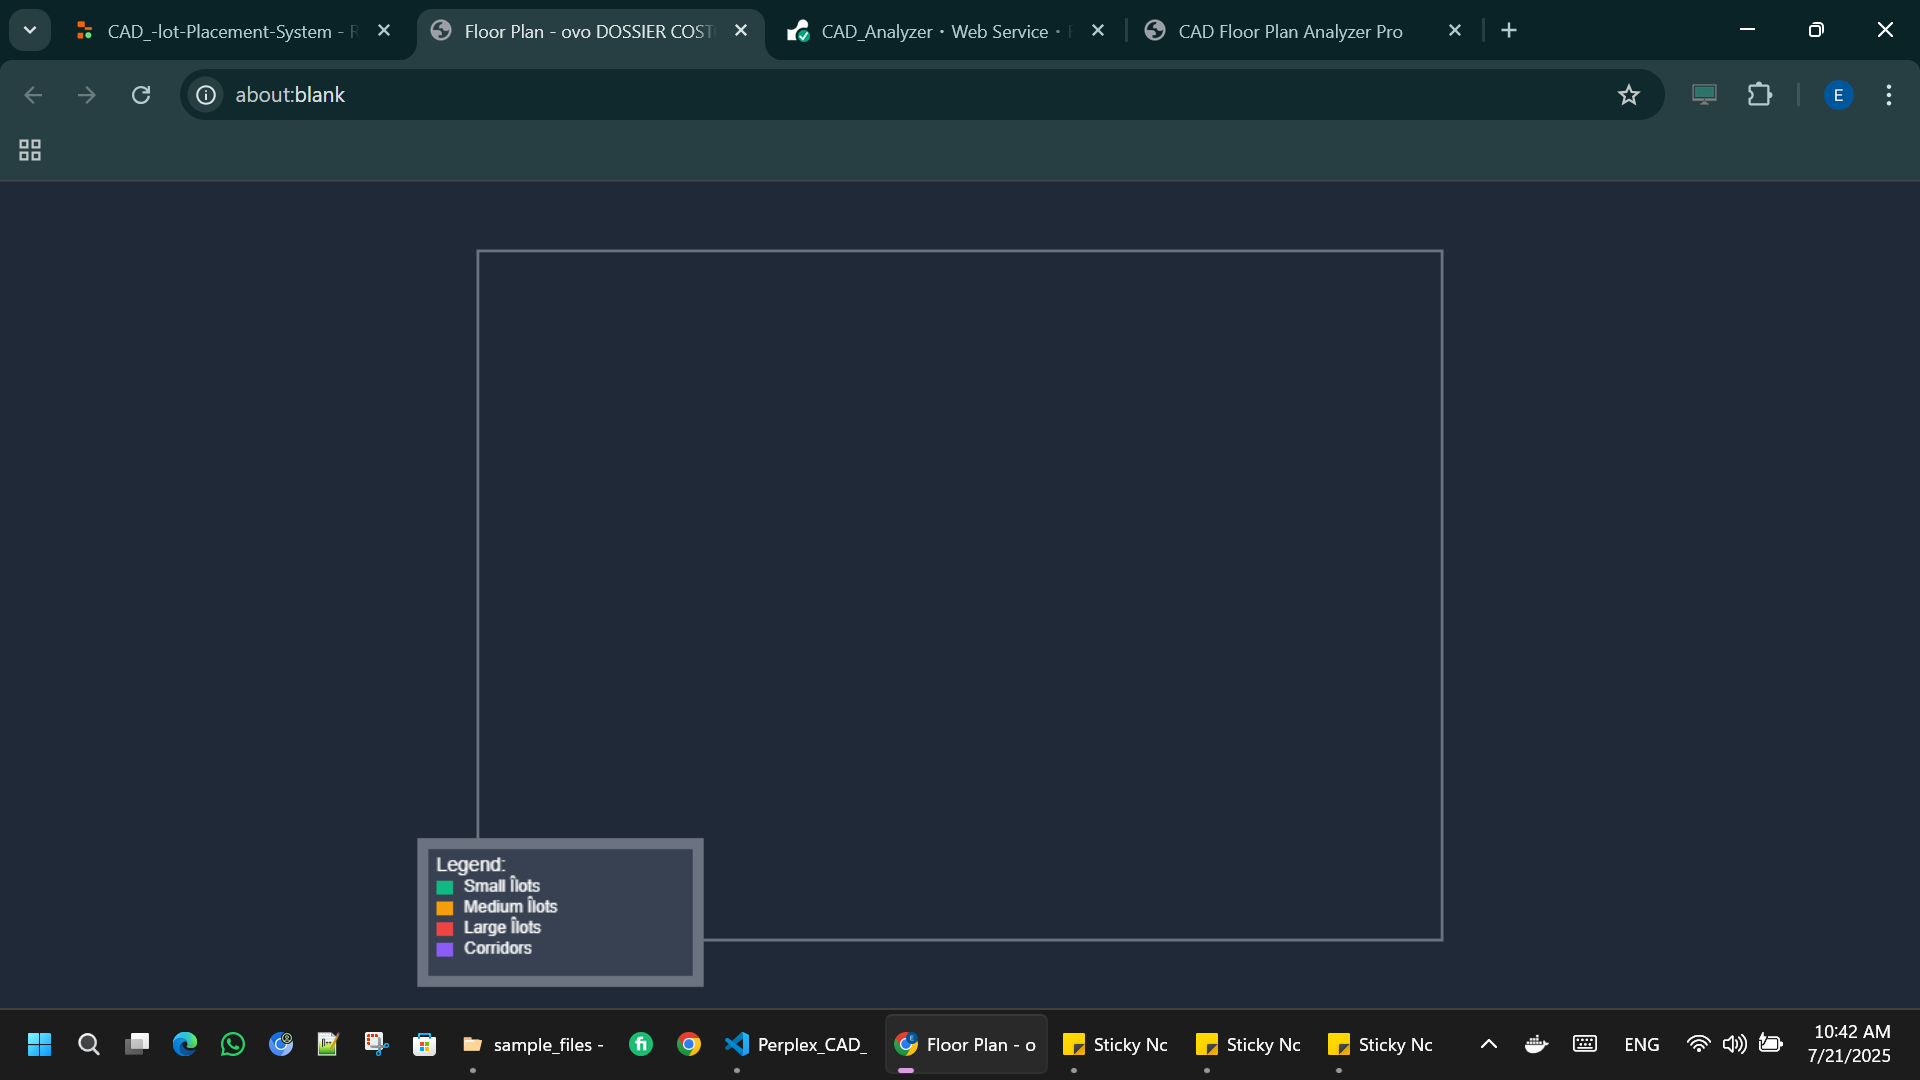 CAD_-lot-Placement-System - R
Floor Plan - ovo DOSSIER COST
CAD_Analyzer · Web Service ·
CAD Floor Plan Analyzer Pro
about:blank
E
Legend:
Small Îlots
Medium Îlots
Large Îlots
Corridors
sample_files -
fi
Perplex_CAD_
Floor Plan - o
Sticky Nc
Sticky Nc
Sticky Nc
ENG
10:42 AM
7/21/2025